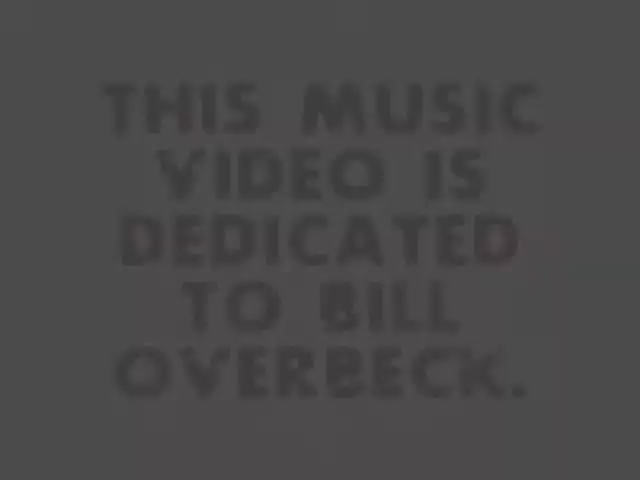 THIS MUSIC
VIDEO IS
DEDICATED
TO BILL
OVERBECK.